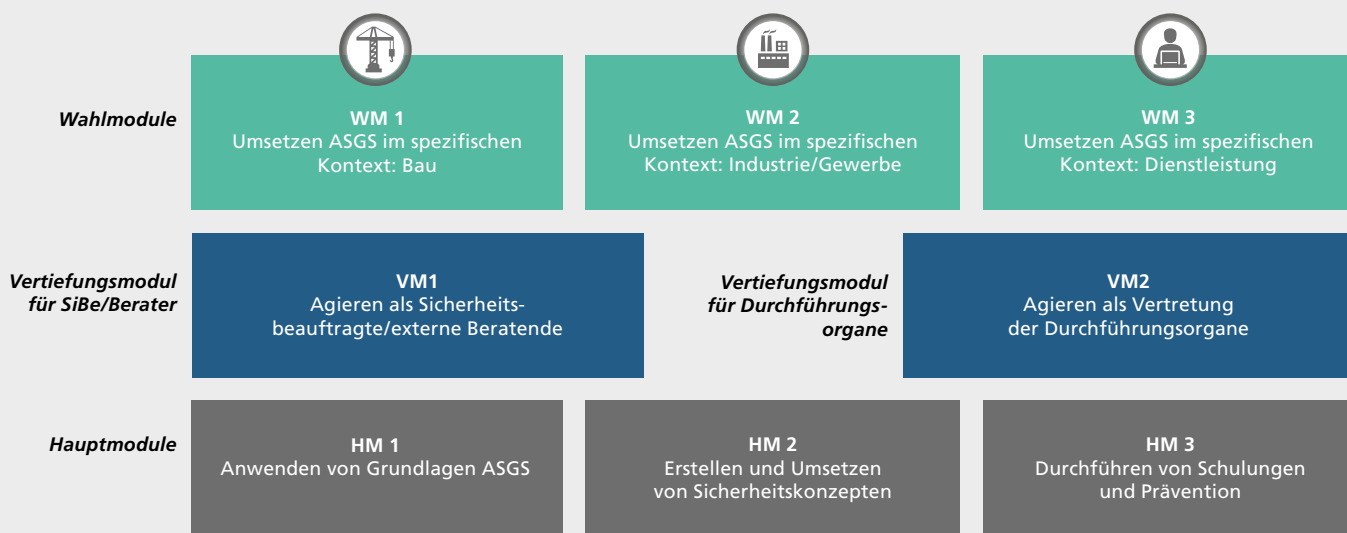 Wahlmodule
WM 1
Umsetzen ASGS im spezifischen
Kontext: Bau
WM 2
Umsetzen ASGS im spezifischen
Kontext: Industrie/Gewerbe
WM 3
Umsetzen ASGS im spezifischen
Kontext: Dienstleistung
Vertiefungsmodul
für SiBe/Berater
VM1
Agieren als Sicherheits-
beauftragte/externe Beratende
Vertiefungsmodul
für Durchführungs-
organe
VM2
Agieren als Vertretung
der Durchführungsorgane
Hauptmodule
HM 1
Anwenden von Grundlagen ASGS
HM 2
Erstellen und Umsetzen
von Sicherheitskonzepten
HM 3
Durchführen von Schulungen
und Prävention